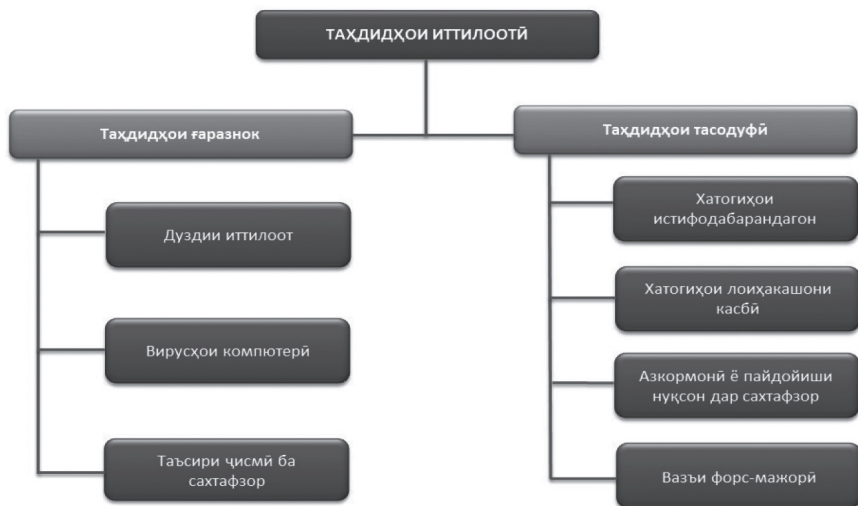 ТАҲДИДҲОИ ИТТИЛООТӢ
Таҳдидҳои ғаразнок
Дуздии иттилоот
Вирусҳои компютерӣ
Таъсири ҷисмӣ ба
сахтафзор
Таҳдидҳои тасодуфӣ
Хатогиҳои
истифодабарандагон
Хатогиҳои лоиҳакашони
касбӣ
Азкормонӣ ё пайдойиши
нуқсон дар сахтафзор
Вазъи форс-мажорӣ